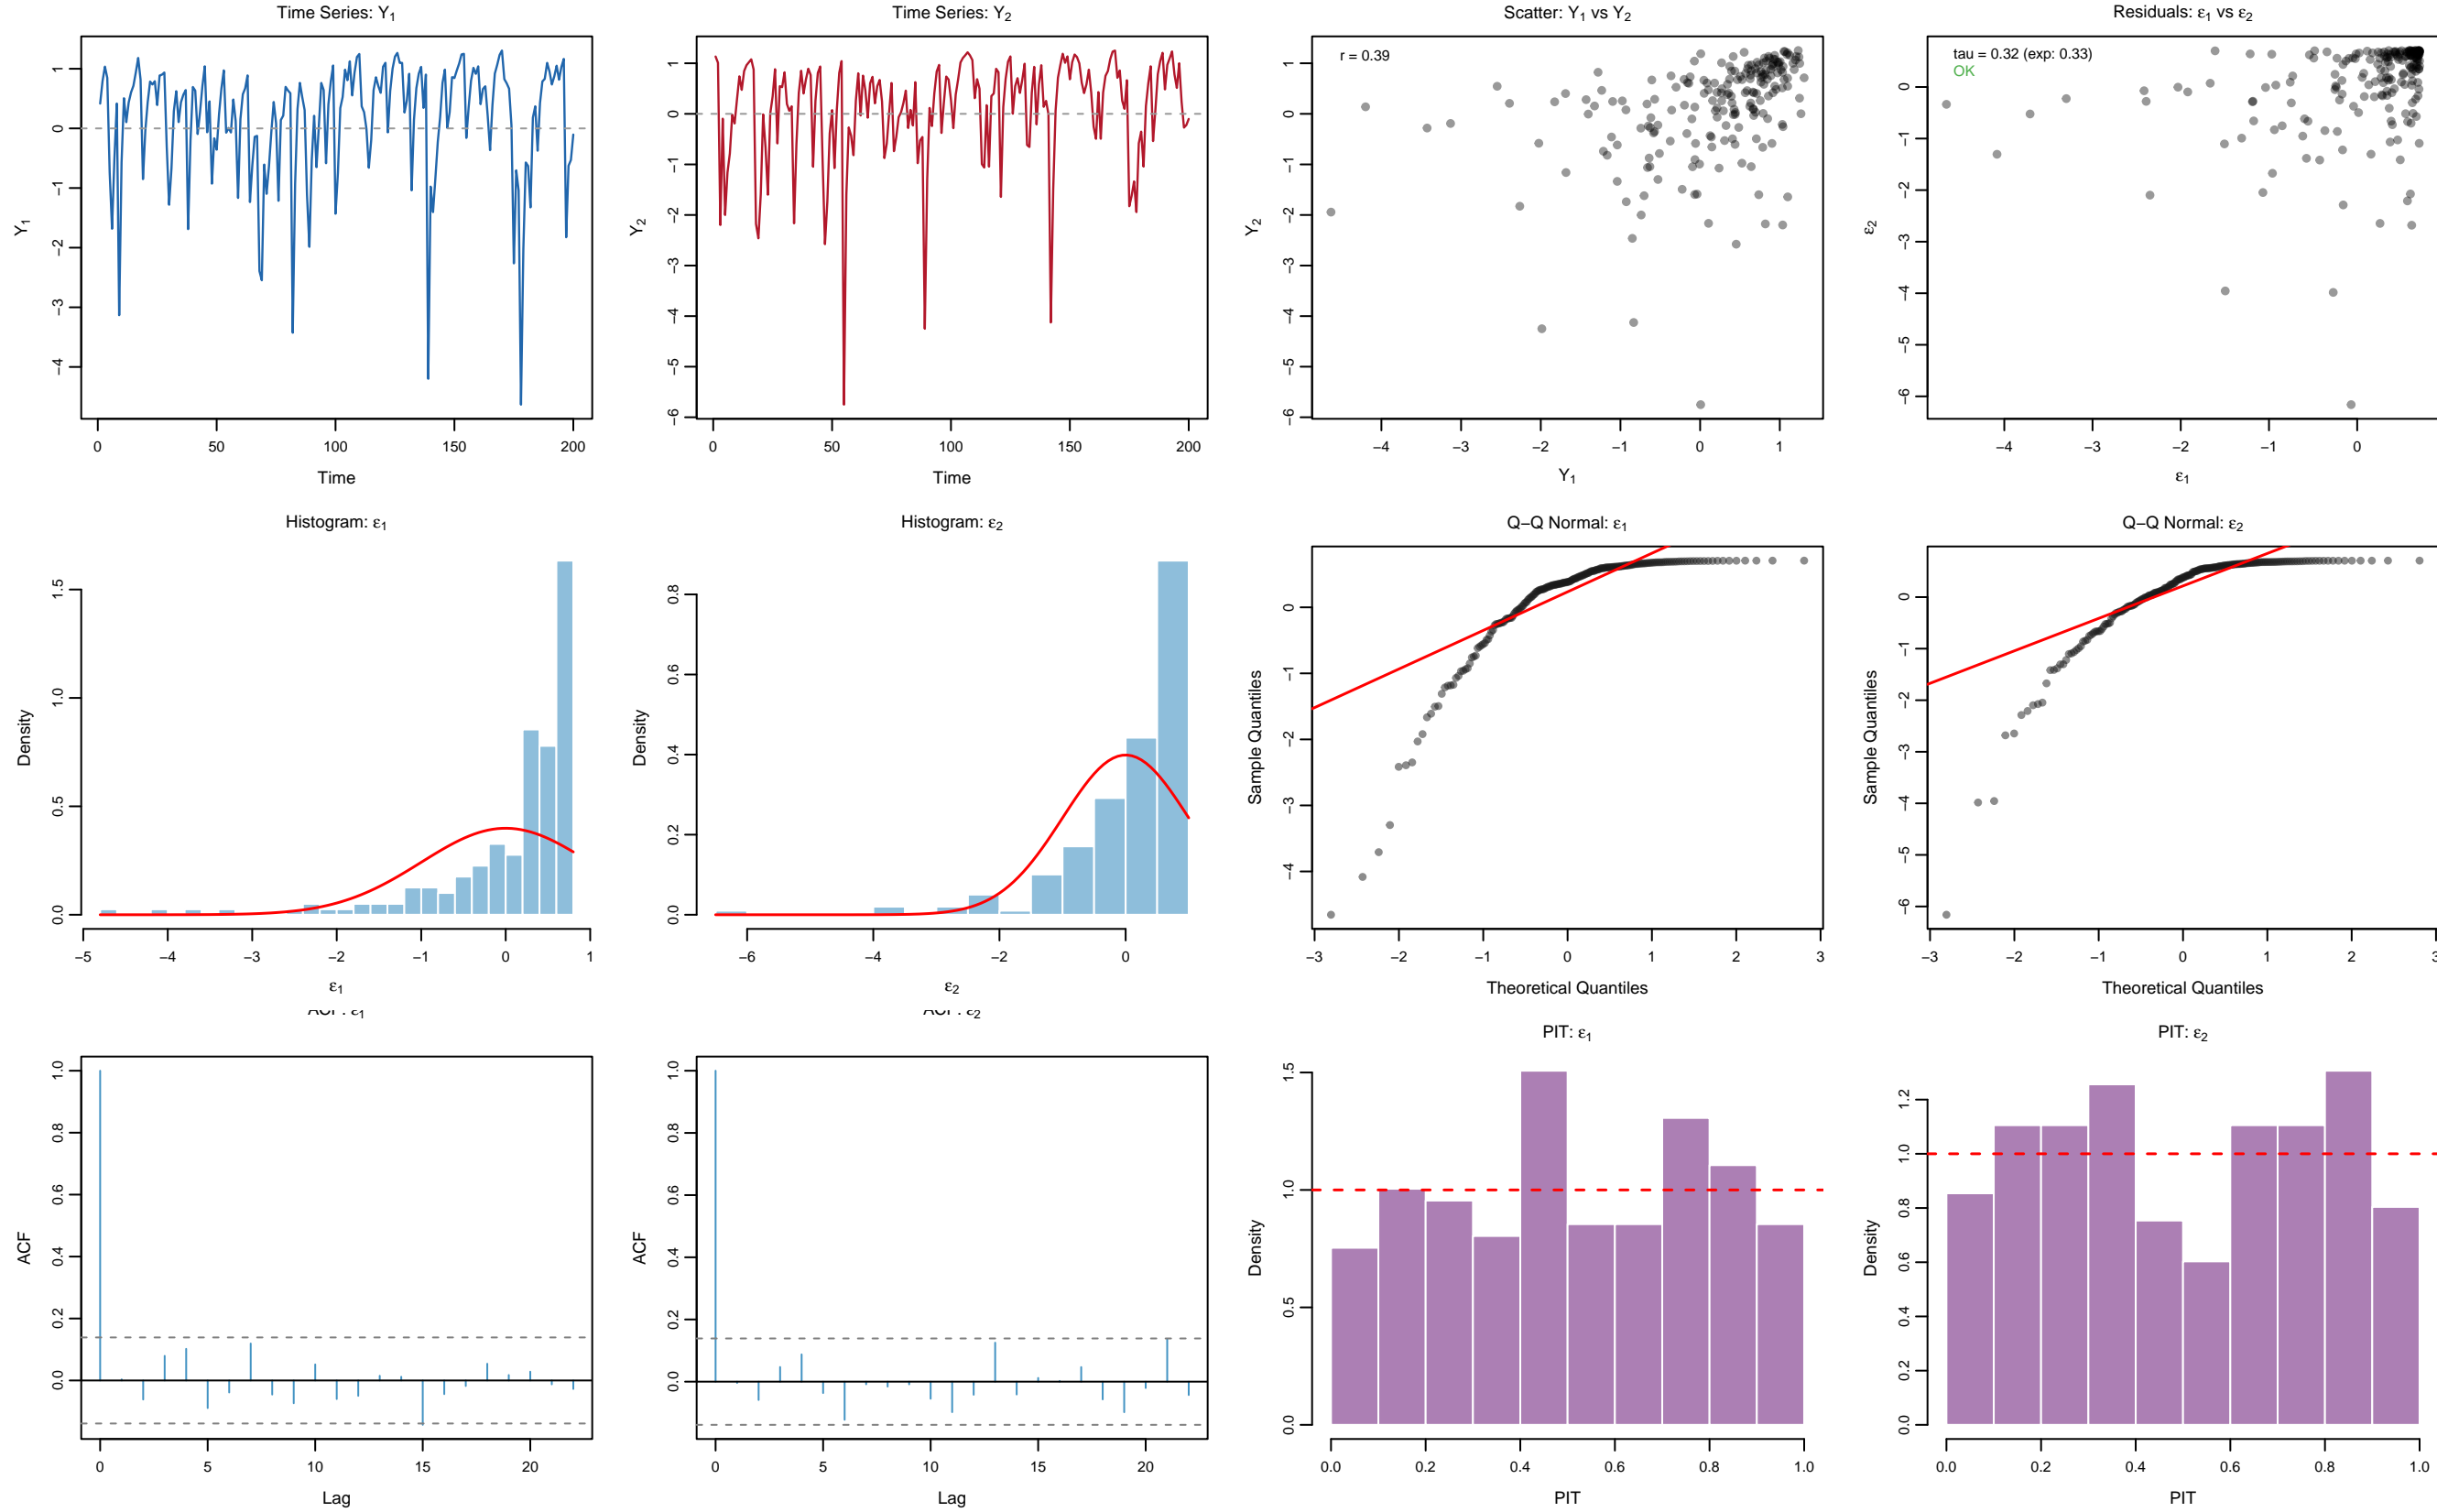 Time Series: Y₁
1
0
−1
−2
−3
−4
Y₁
0 50 100 150 200
Time
Time Series: Y₂
1
0
−1
−2
−3
−4
−5
−6
Y₂
0 50 100 150 200
Time
Scatter: Y₁ vs Y₂
r = 0.39
1
0
−1
−2
−3
−4
−5
−6
Y₂
−4 −3 −2 −1 0 1
Y₁
Residuals: ε₁ vs ε₂
tau = 0.32 (exp: 0.33)
OK
0
−1
−2
−3
−4
−5
−6
ε₂
−4 −3 −2 −1 0
ε₁
Histogram: ε₁
1.5
1.0
0.5
0.0
Density
−5 −4 −3 −2 −1 0 1
ε₁
Histogram: ε₂
0.8
0.6
0.4
0.2
0.0
Density
−6 −4 −2 0
ε₂
Q−Q Normal: ε₁
0
−1
−2
−3
−4
Sample Quantiles
−3 −2 −1 0 1 2 3
Theoretical Quantiles
Q−Q Normal: ε₂
0
−1
−2
−3
−4
−5
−6
Sample Quantiles
−3 −2 −1 0 1 2 3
Theoretical Quantiles
1.0
0.8
0.6
0.4
0.2
0.0
ACF
0 5 10 15 20
Lag
1.0
0.8
0.6
0.4
0.2
0.0
ACF
0 5 10 15 20
Lag
PIT: ε₁
1.5
1.0
0.5
0.0
Density
0.0 0.2 0.4 0.6 0.8 1.0
PIT
PIT: ε₂
1.2
1.0
0.8
0.6
0.4
0.2
0.0
Density
0.0 0.2 0.4 0.6 0.8 1.0
PIT